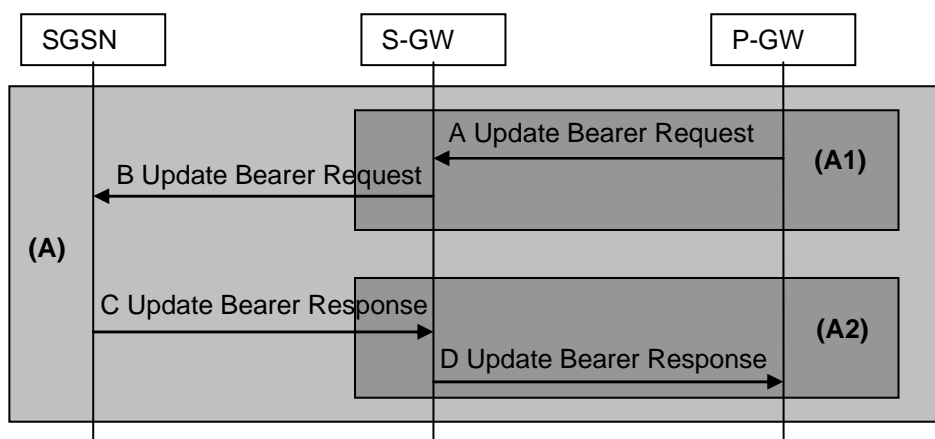 SGSN
S-GW
P-GW
A Update Bearer Request
(A1)
B Update Bearer Request
(A)
C Update Bearer Response
(A2)
D Update Bearer Response